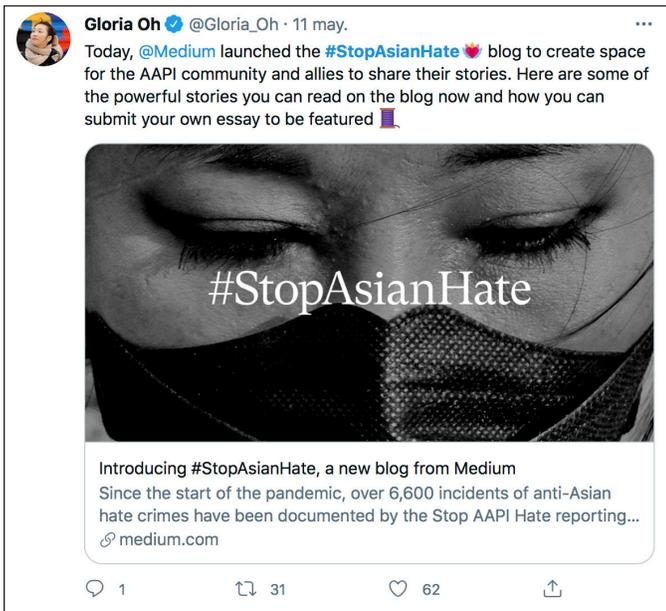 Gloria Oh @Gloria_Oh · 11 may.
Today, @Medium launched the #StopAsianHate blog to create space
for the AAPI community and allies to share their stories. Here are some of
the powerful stories you can read on the blog now and how you can
submit your own essay to be featured
#StopAsianHate
Introducing #StopAsianHate, a new blog from Medium
Since the start of the pandemic, over 6,600 incidents of anti-Asian
hate crimes have been documented by the Stop AAPI Hate reporting...
medium.com
1 31 62